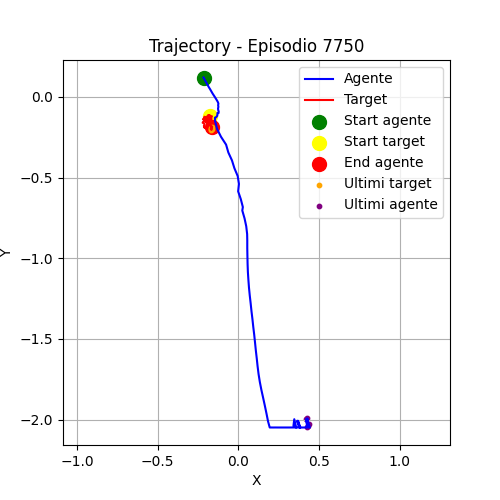 Trajectory - Episodio 7750
Agente
Target
Start agente
Start target
End agente
Ultimi target
Ultimi agente
Y
0.0
−0.5
−1.0
−1.5
−2.0
−1.0
−0.5
0.0
0.5
1.0
X